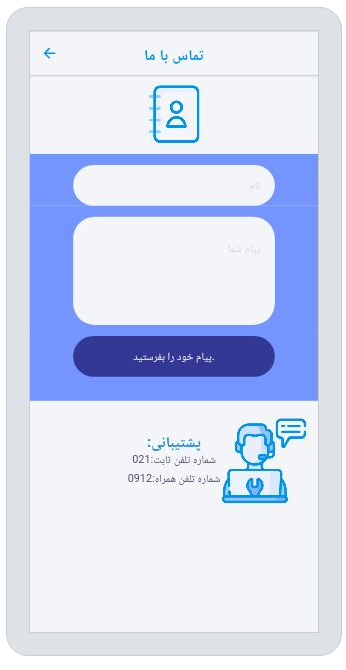 تماس با ما
نام
پیام شما
پیام خود را بفرستید.
پشتیبانی:
شماره تلفن ثابت:021
شماره تلفن همراه:0912